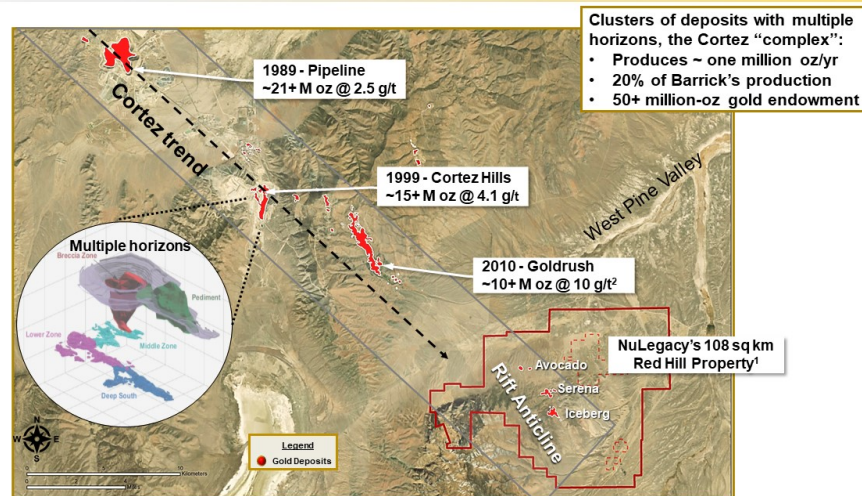 Clusters of deposits with multiple
horizons, the Cortez “complex”:
• Produces ~ one million oz/yr
• 20% of Barrick’s production
• 50+ million-oz gold endowment
1989 - Pipeline
~21+ M oz @ 2.5 g/t
Cortez trend
1999 - Cortez Hills
~15+ M oz @ 4.1 g/t
West Pine Valley
Multiple horizons
Breccia Zone
Pediment
Lower Zone
Middle Zone
Deep South
2010 - Goldrush
~10+ M oz @ 10 g/t²
NuLegacy’s 108 sq km
Red Hill Property¹
Avocado
Serena
Iceberg
Rift Anticline
N
W E
S
Legend
Gold Deposits
Kilometers